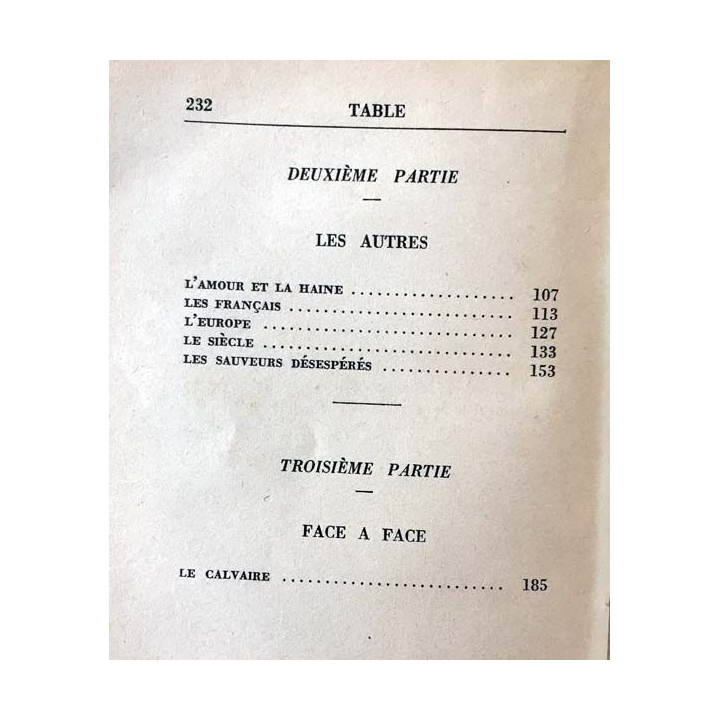 232 TABLE
DEUXIÈME PARTIE
LES AUTRES
L'AMOUR ET LA HAINE .................... 107
LES FRANÇAIS ........................... 113
L'EUROPE .............................. 127
LE SIÈCLE .............................. 133
LES SAUVEURS DÉSESPÉRÉS ................ 153
TROISIÈME PARTIE
FACE A FACE
LE CALVAIRE ........................... 185